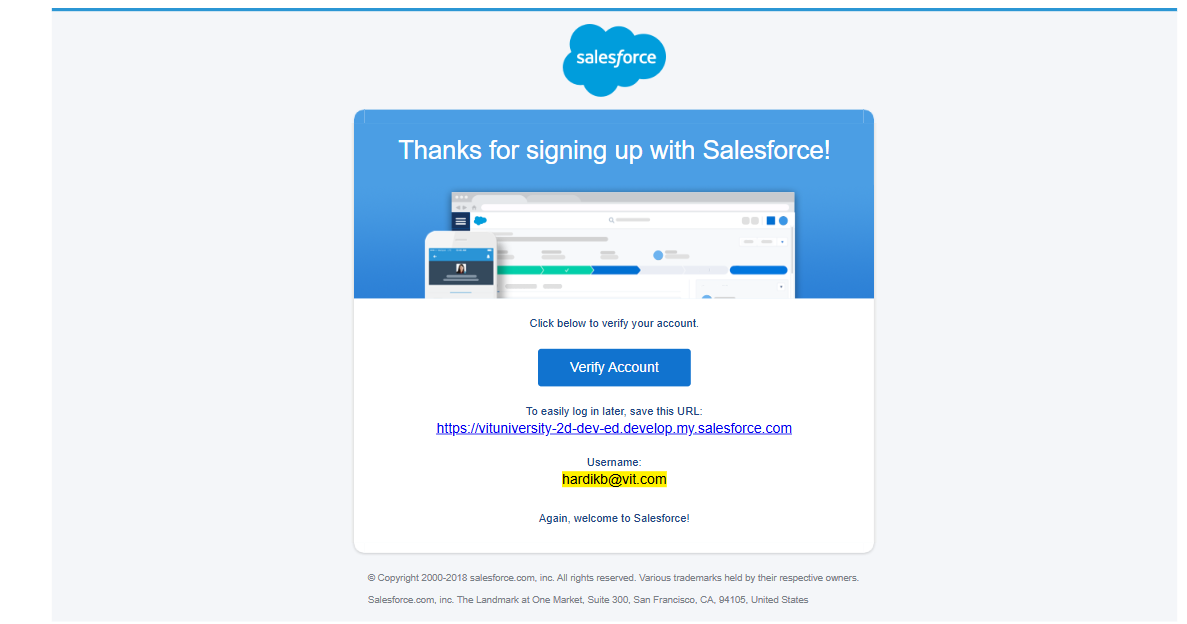 salesforce
Thanks for signing up with Salesforce!
Click below to verify your account.
Verify Account
To easily log in later, save this URL:
https://vituniversity-2d-dev-ed.develop.my.salesforce.com
Username:
hardikb@vit.com
Again, welcome to Salesforce!
© Copyright 2000-2018 salesforce.com, inc. All rights reserved. Various trademarks held by their respective owners.
Salesforce.com, inc. The Landmark at One Market, Suite 300, San Francisco, CA, 94105, United States